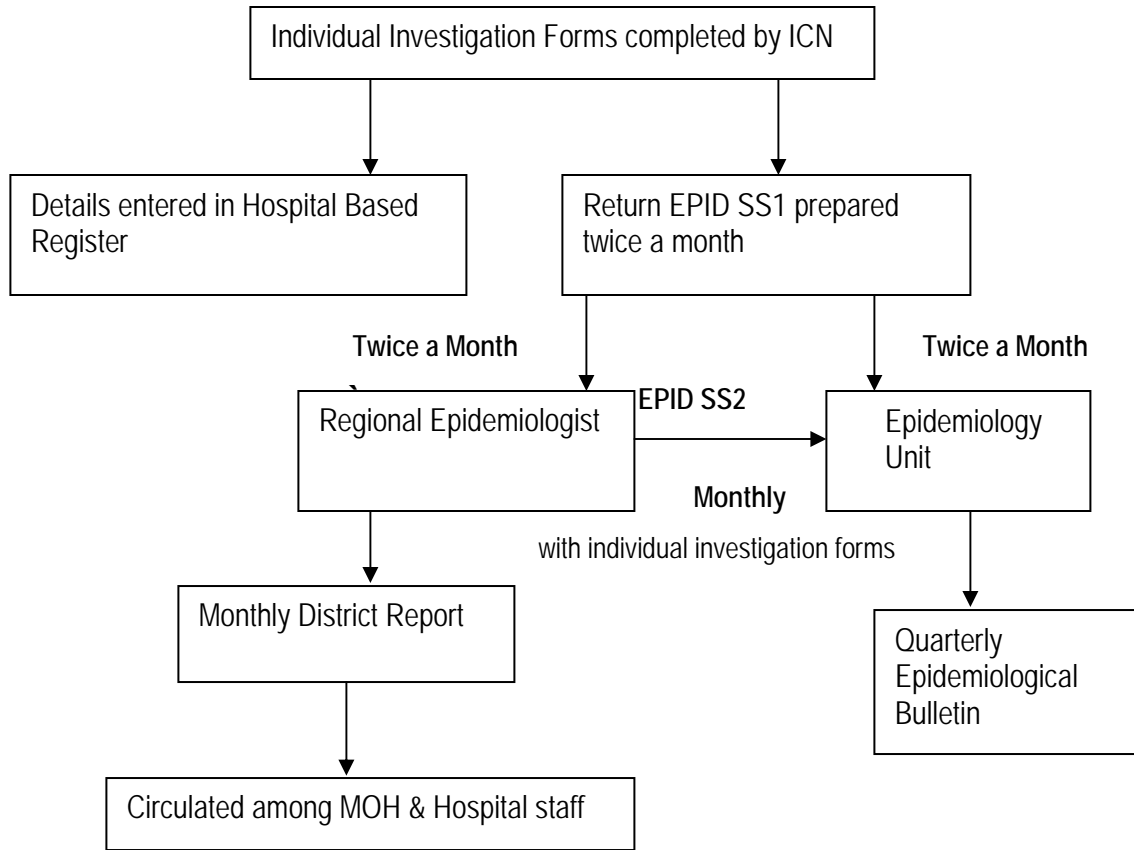 Individual Investigation Forms completed by ICN
Details entered in Hospital Based
Register
Return EPID SS1 prepared
twice a month
Twice a Month
Twice a Month
Regional Epidemiologist
EPID SS2
Epidemiology
Unit
Monthly
with individual investigation forms
Monthly District Report
Quarterly
Epidemiological
Bulletin
Circulated among MOH & Hospital staff